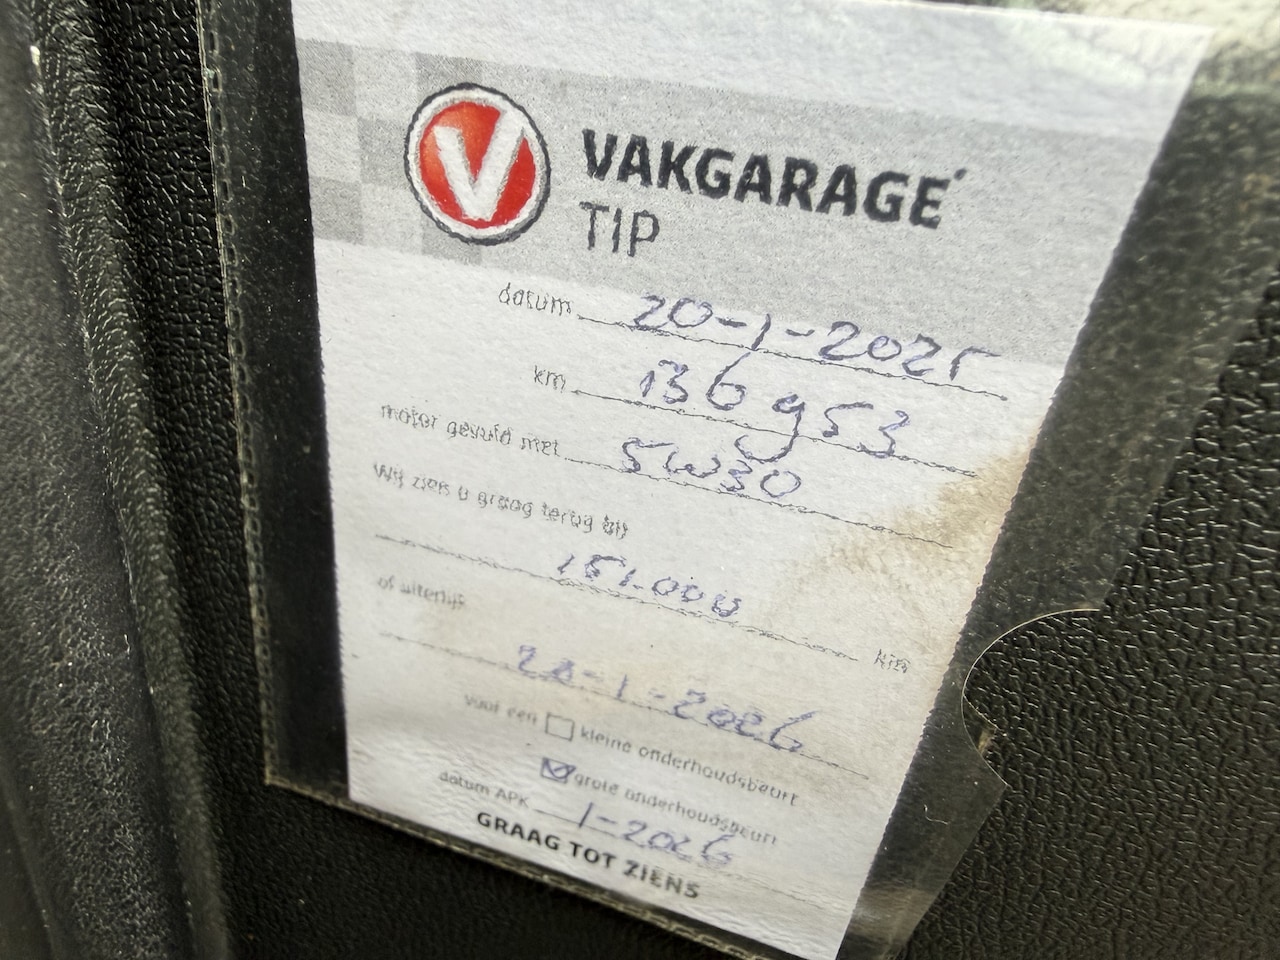 V
VAKGARAGE
TIP
datum 20-1-2025
km 136953
motor gevuld met 5W30
Wij zien u graag terug bij
151.000 km
of uiterlijk
20-1-2026
Voor een kleine onderhoudsbeurt
grote onderhoudsbeurt
datum APK 1-2026
GRAAG TOT ZIENS